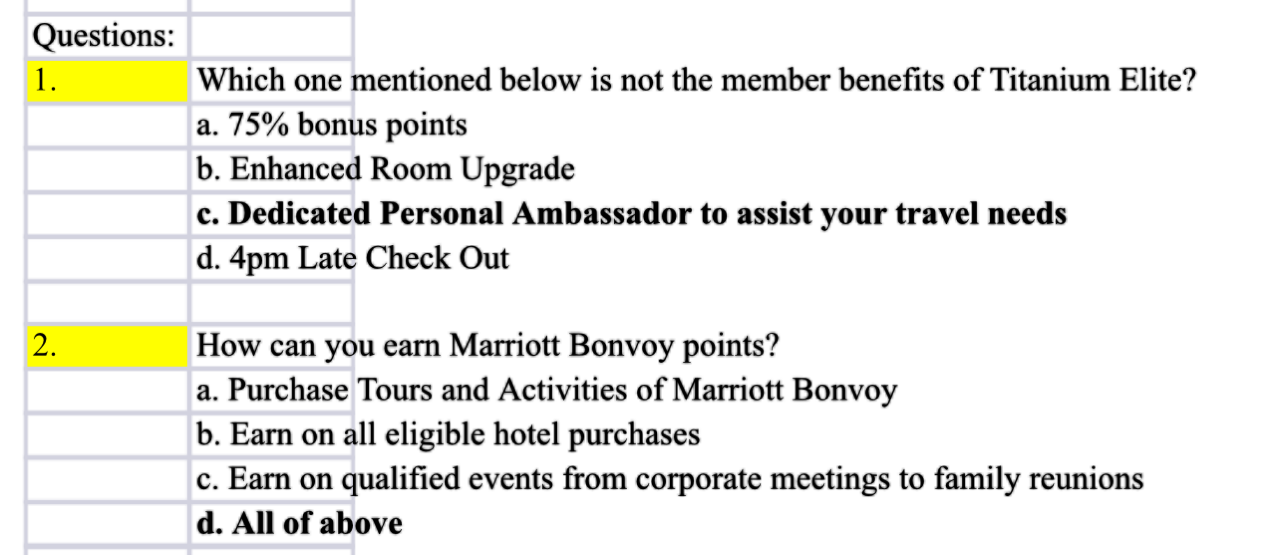 Questions:
1. Which one mentioned below is not the member benefits of Titanium Elite?
a. 75% bonus points
b. Enhanced Room Upgrade
c. Dedicated Personal Ambassador to assist your travel needs
d. 4pm Late Check Out
2. How can you earn Marriott Bonvoy points?
a. Purchase Tours and Activities of Marriott Bonvoy
b. Earn on all eligible hotel purchases
c. Earn on qualified events from corporate meetings to family reunions
d. All of above